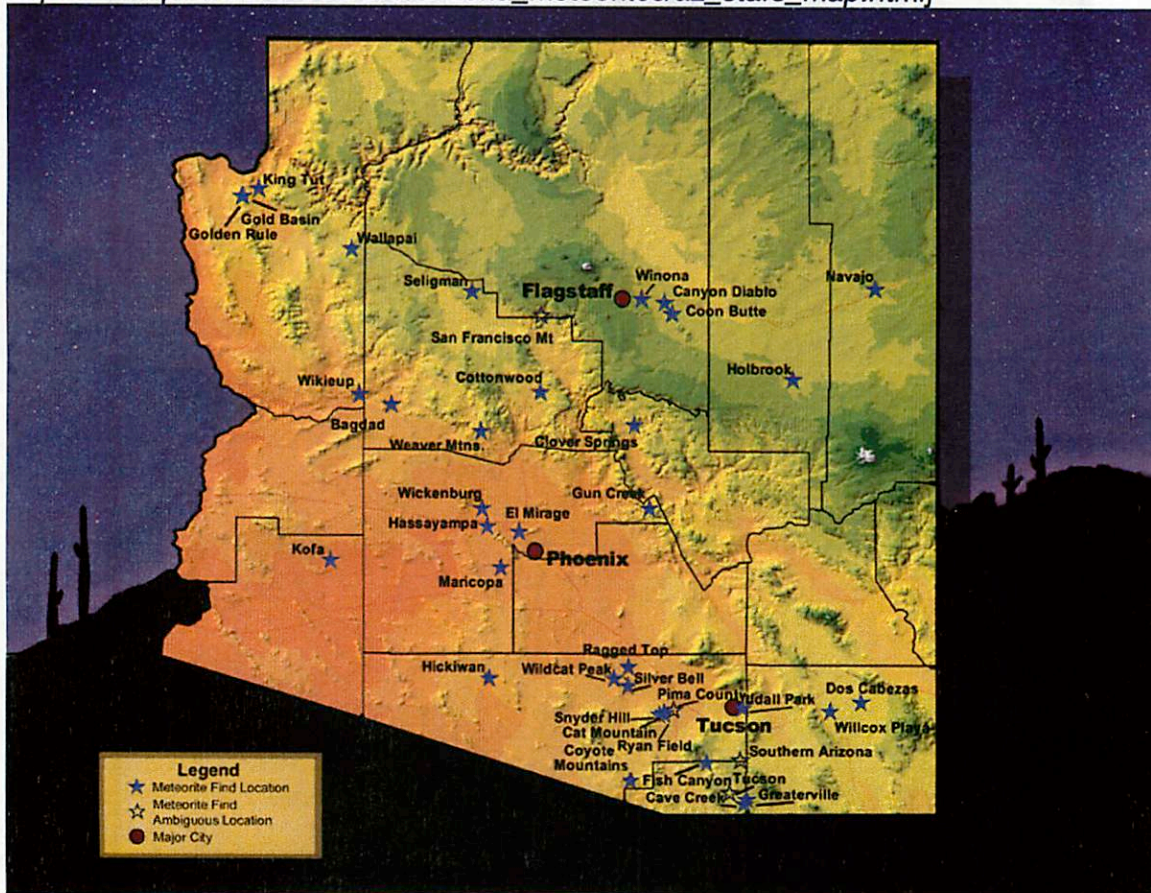 King Tut
Gold Basin
Golden Rule
Wallapai
Seligman
Flagstaff
Winona
Canyon Diablo
Coon Butte
Navajo
San Francisco Mt
Holbrook
Wikieup
Cottonwood
Bagdad
Weaver Mtns.
Clover Springs
Wickenburg
Gun Creek
Hassayampa
El Mirage
Kofa
Phoenix
Maricopa
Ragged Top
Hickiwan
Wildcat Peak
Silver Bell
Pima County
Udall Park
Dos Cabezas
Snyder Hill
Tucson
Willcox Playa
Cat Mountain
Coyote
Mountains
Ryan Field
Southern Arizona
Fish Canyon
Tucson
Cave Creek
Greaterville
Legend
Meteorite Find Location
Meteorite Find
Ambiguous Location
Major City